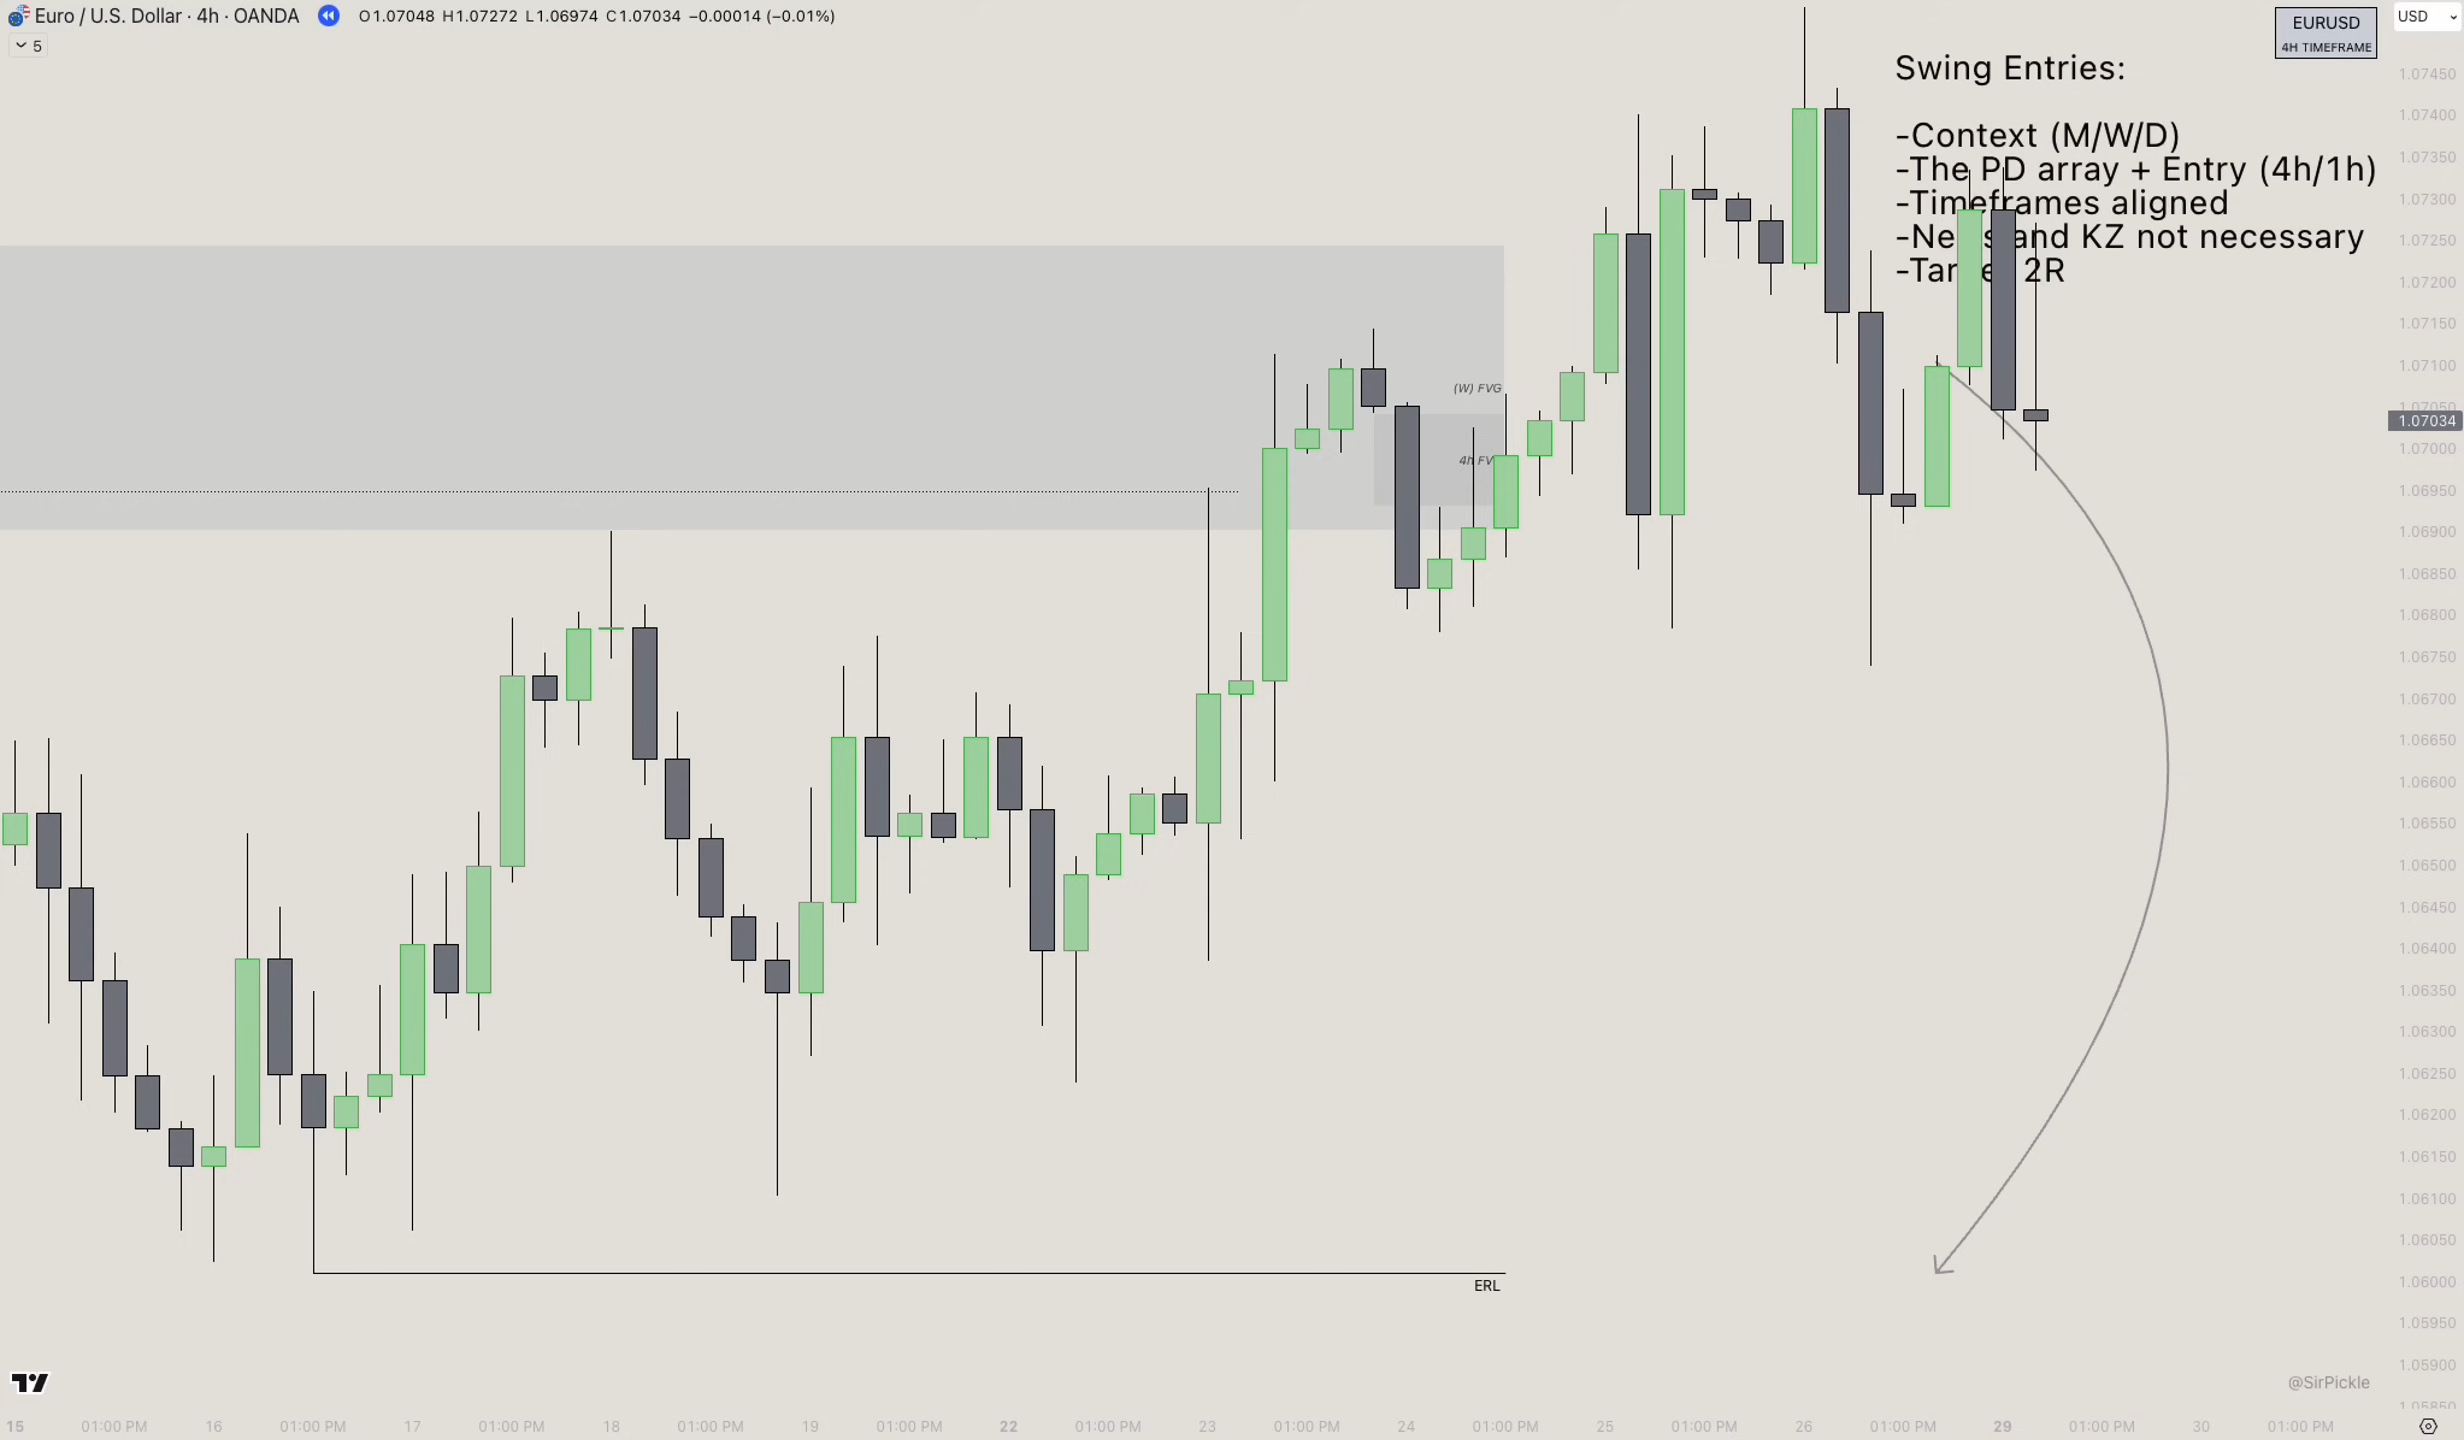 Euro / U.S. Dollar · 4h · OANDA O1.07048 H1.07272 L1.06974 C1.07034 −0.00014 (−0.01%)
5
EURUSD
4H TIMEFRAME
USD
Swing Entries:
-Context (M/W/D)
-The PD array + Entry (4h/1h)
-Timeframes aligned
-News and KZ not necessary
-Target 2R
(W) FVG
4h FV
ERL
1.07450
1.07400
1.07350
1.07300
1.07250
1.07200
1.07150
1.07100
1.07050
1.07034
1.07000
1.06950
1.06900
1.06850
1.06800
1.06750
1.06700
1.06650
1.06600
1.06550
1.06500
1.06450
1.06400
1.06350
1.06300
1.06250
1.06200
1.06150
1.06100
1.06050
1.06000
1.05950
1.05900
1.05850
@SirPickle
15 01:00 PM 16 01:00 PM 17 01:00 PM 18 01:00 PM 19 01:00 PM 22 01:00 PM 23 01:00 PM 24 01:00 PM 25 01:00 PM 26 01:00 PM 29 01:00 PM 30 01:00 PM